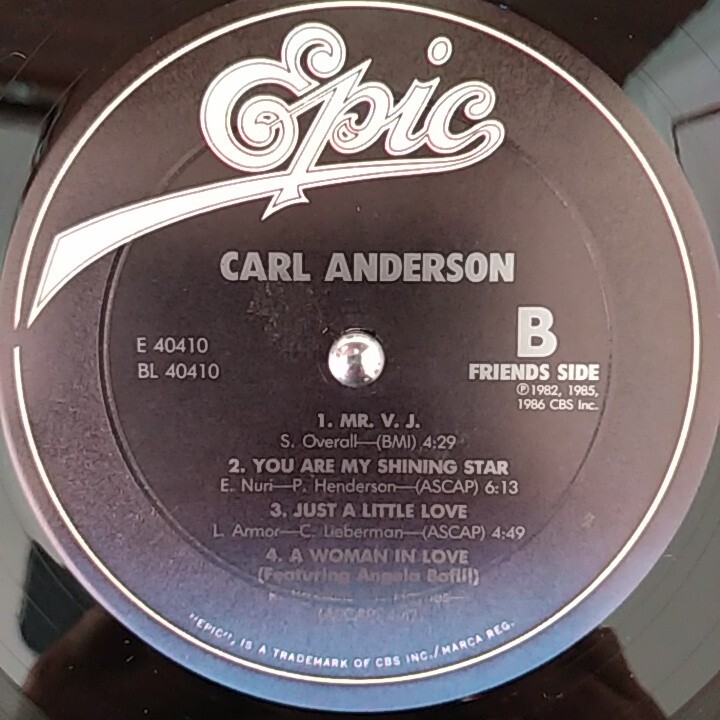 Epic
CARL ANDERSON
E 40410
BL 40410
B
FRIENDS SIDE
℗1982, 1985,
1986 CBS Inc.
1. MR. V. J.
S. Overall—(BMI) 4:29
2. YOU ARE MY SHINING STAR
E. Nuri—P. Henderson—(ASCAP) 6:13
3. JUST A LITTLE LOVE
L. Armor—C. Lieberman—(ASCAP) 4:49
4. A WOMAN IN LOVE
(Featuring Angela Bofill)
(ASCAP)
"EPIC", IS A TRADEMARK OF CBS INC./MARCA REG.